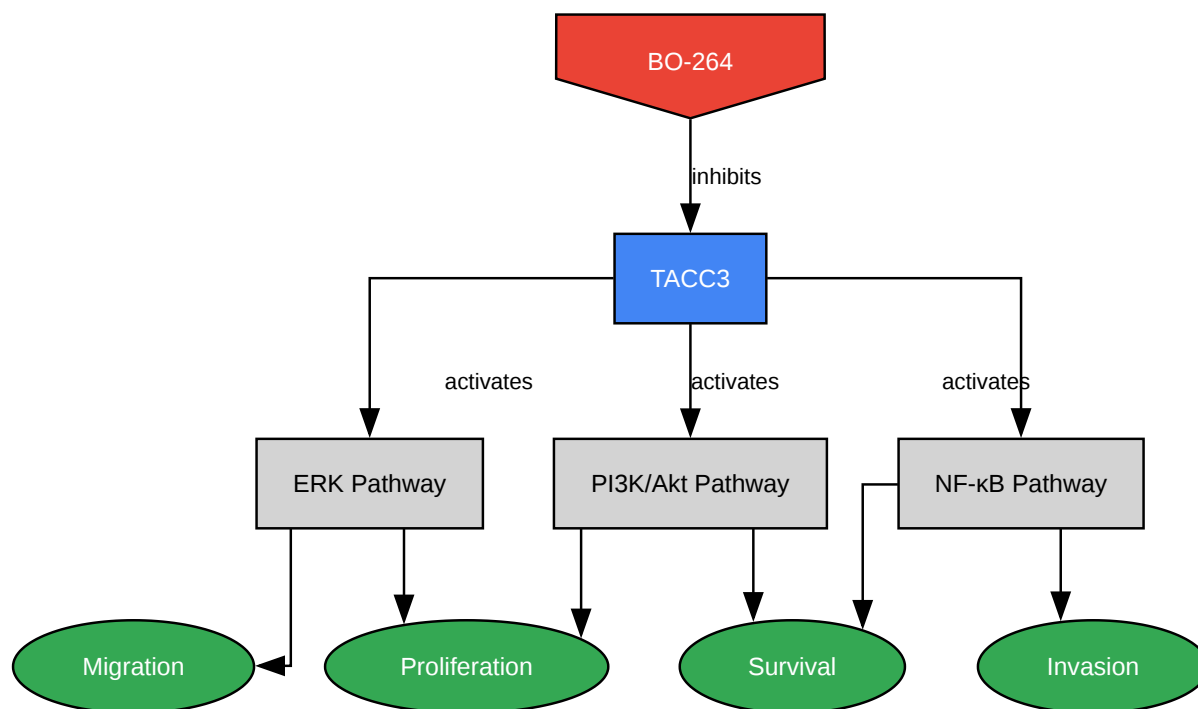 BO-264
inhibits
TACC3
activates
activates
activates
ERK Pathway
PI3K/Akt Pathway
NF-κB Pathway
Migration
Proliferation
Survival
Invasion